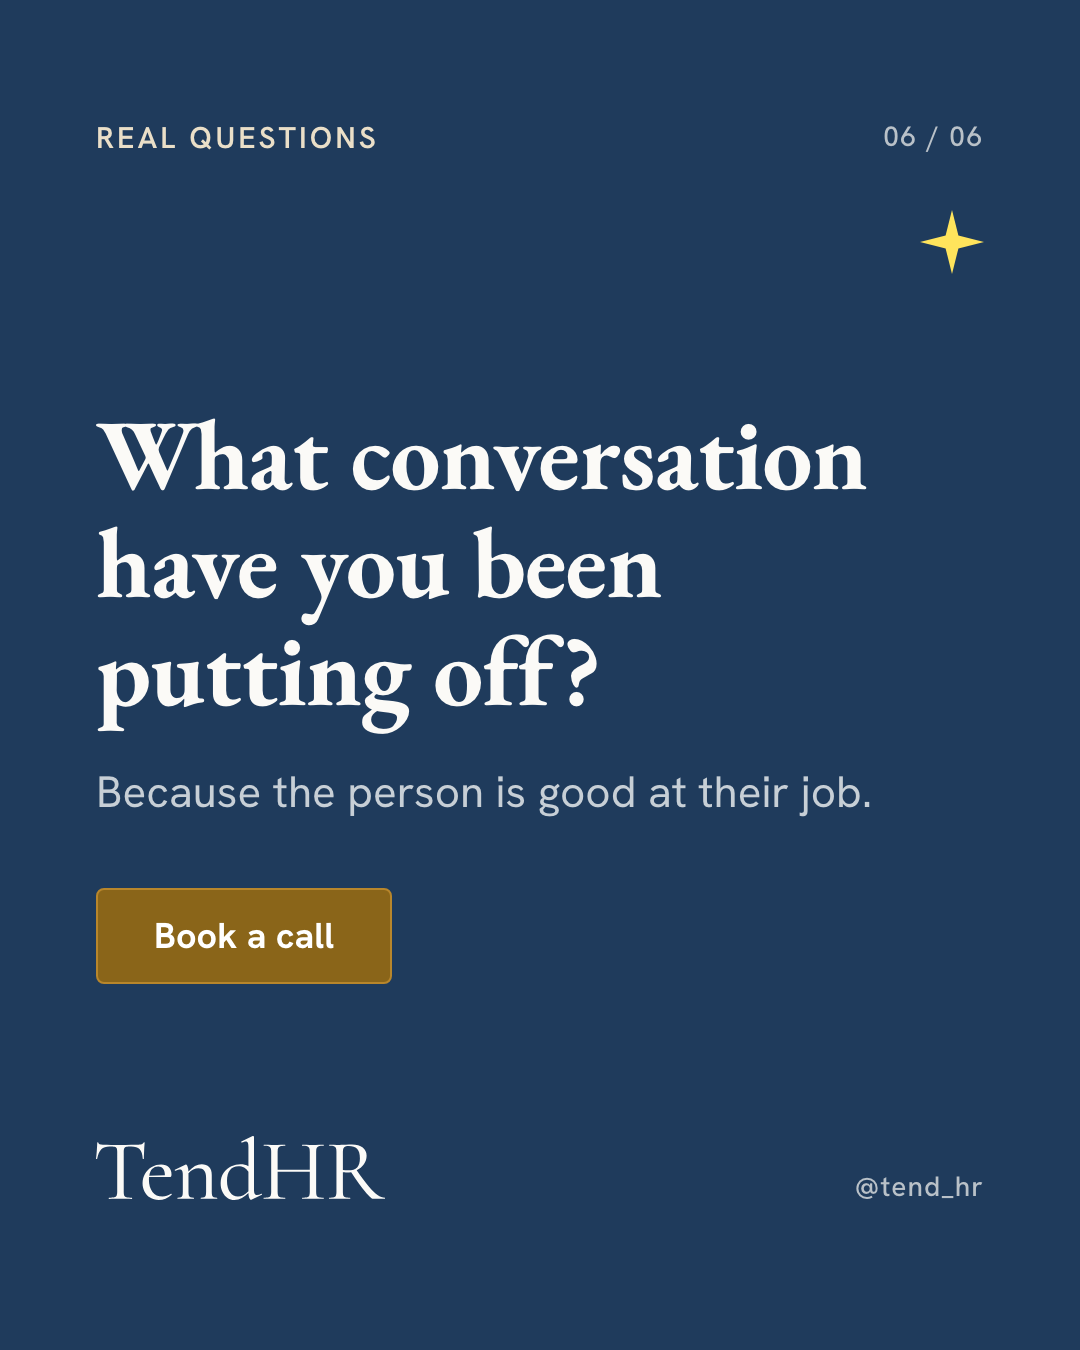 REAL QUESTIONS
06 / 06
What conversation
have you been
putting off?
Because the person is good at their job.
Book a call
TendHR
@tend_hr